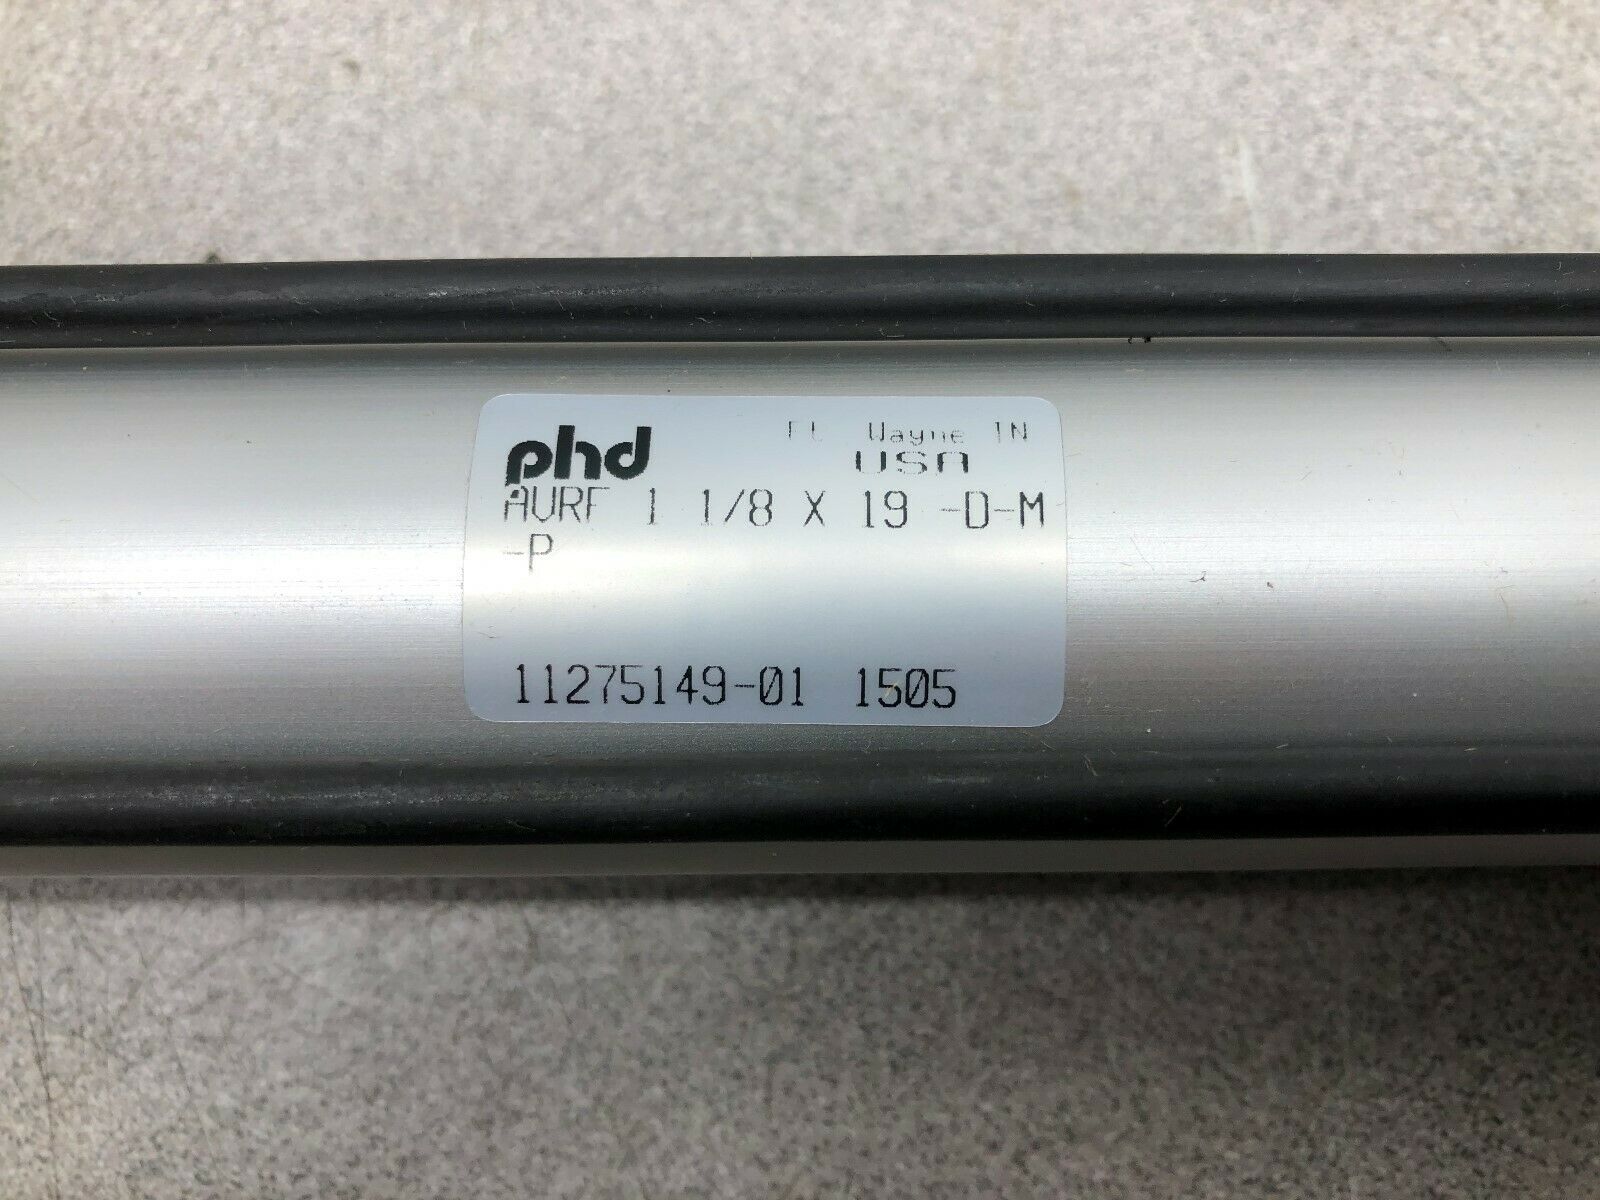 phd
Ft. Wayne IN
USA
AVRF 1 1/8 X 19 -D-M
-P
11275149-01 1505